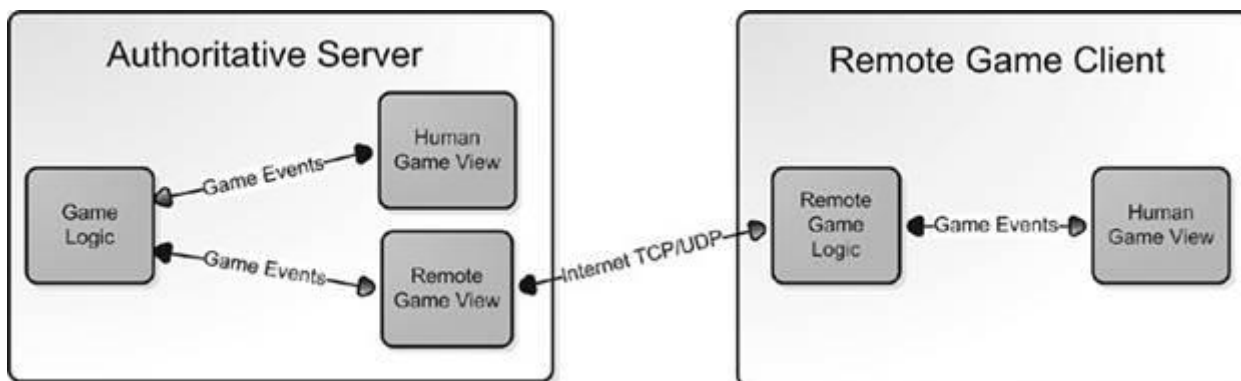 Authoritative Server
Remote Game Client
Human
Game View
Game Events
Game
Logic
Game Events
Remote
Game View
Internet TCP/UDP
Remote
Game
Logic
Game Events
Human
Game View